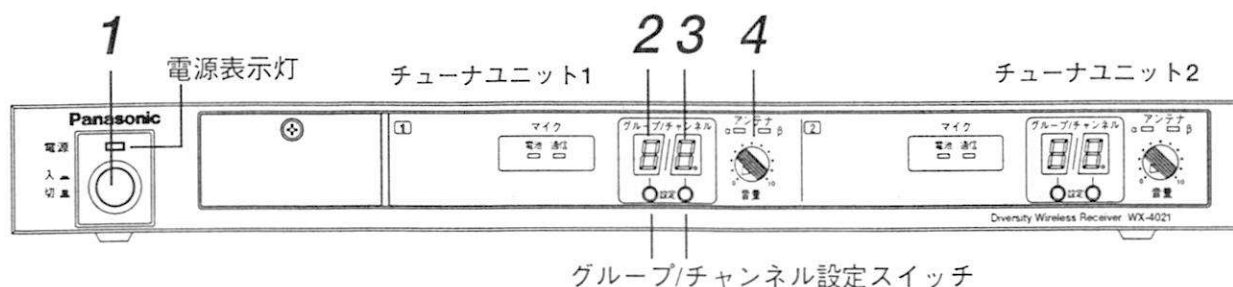 1
2 3 4
電源表示灯
チューナユニット1
チューナユニット2
Panasonic
電源
入
切
1
マイク
電池 通信
グループ/チャンネル
8/8.
設定
アンテナ
α β
0 10
音量
2
マイク
電池 通信
グループ/チャンネル
8/8.
設定
アンテナ
α β
0 10
音量
Diversity Wireless Receiver WX-4021
グループ/チャンネル設定スイッチ